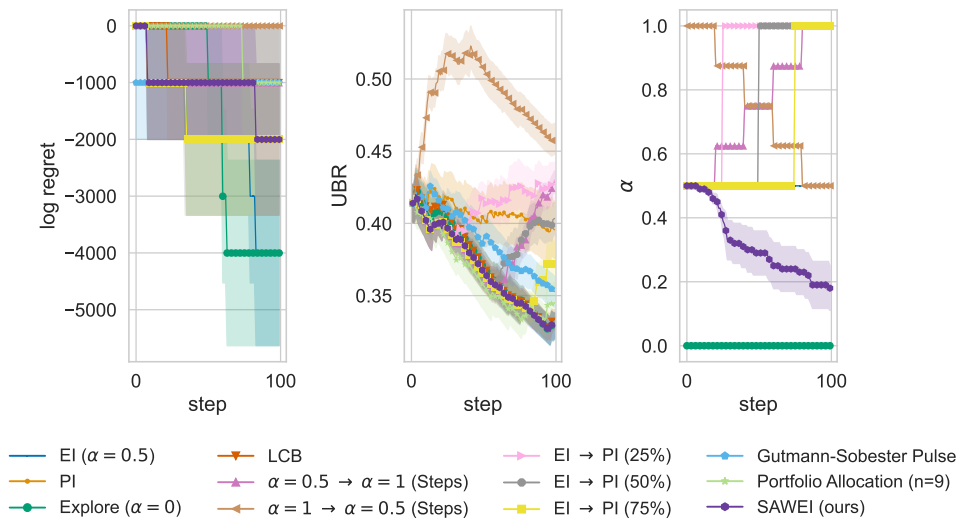 0
−1000
−2000
−3000
−4000
−5000
log regret
0
100
step
0.50
0.45
0.40
0.35
UBR
0
100
step
1.0
0.8
0.6
0.4
0.2
0.0
α
0
100
step
EI (α = 0.5)
PI
Explore (α = 0)
LCB
α = 0.5 → α = 1 (Steps)
α = 1 → α = 0.5 (Steps)
EI → PI (25%)
EI → PI (50%)
EI → PI (75%)
Gutmann-Sobester Pulse
Portfolio Allocation (n=9)
SAWEI (ours)